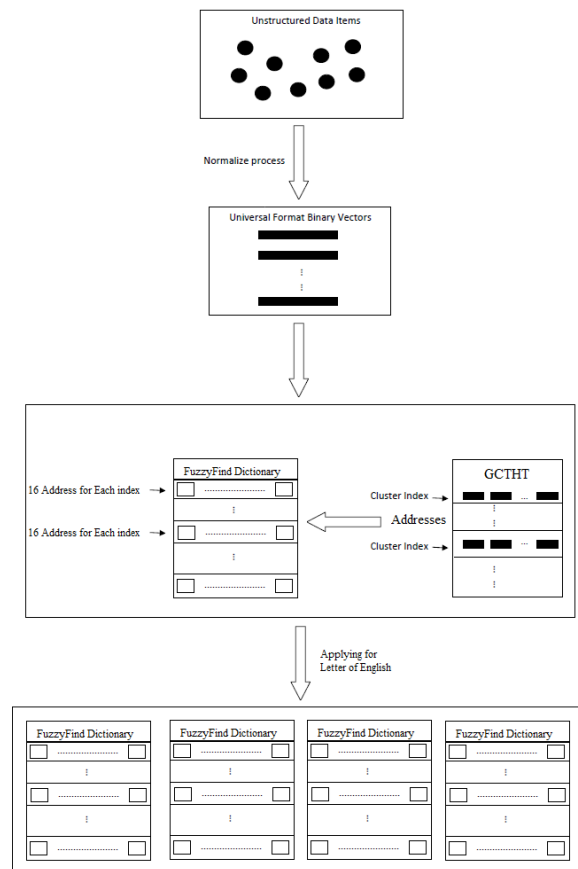 Unstructured Data Items
Normalize process
Universal Format Binary Vectors
FuzzyFind Dictionary
16 Address for Each index
16 Address for Each index
GCTHT
Cluster Index
Addresses
Cluster Index
Applying for
Letter of English
FuzzyFind Dictionary
FuzzyFind Dictionary
FuzzyFind Dictionary
FuzzyFind Dictionary